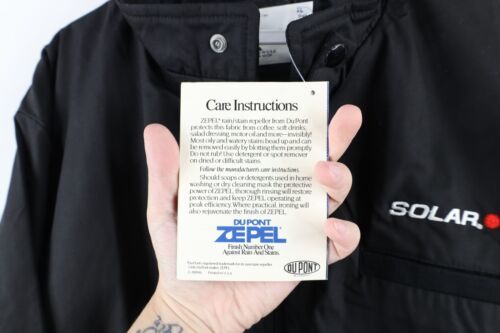 Care Instructions
ZEPEL® rain/stain repeller from Du Pont
protects this fabric from coffee, soft drinks,
salad dressing, motor oil and more—invisibly!
Most oily and watery stains bead up and can
be removed easily by blotting them promptly.
Do not rub! Use detergent or spot remover
on dried or difficult stains.
Follow the manufacturer's care instructions.
Should soaps or detergents used in home
washing or dry cleaning mask the protective
power of ZEPEL, thorough rinsing will restore
protection and keep ZEPEL operating at
peak efficiency. Where practical, ironing will
also rejuvenate the finish of ZEPEL.
DU PONT
ZEPEL
Finish Number One
Against Rain And Stains.
Printed in U.S.A.
DU PONT
SOLAR